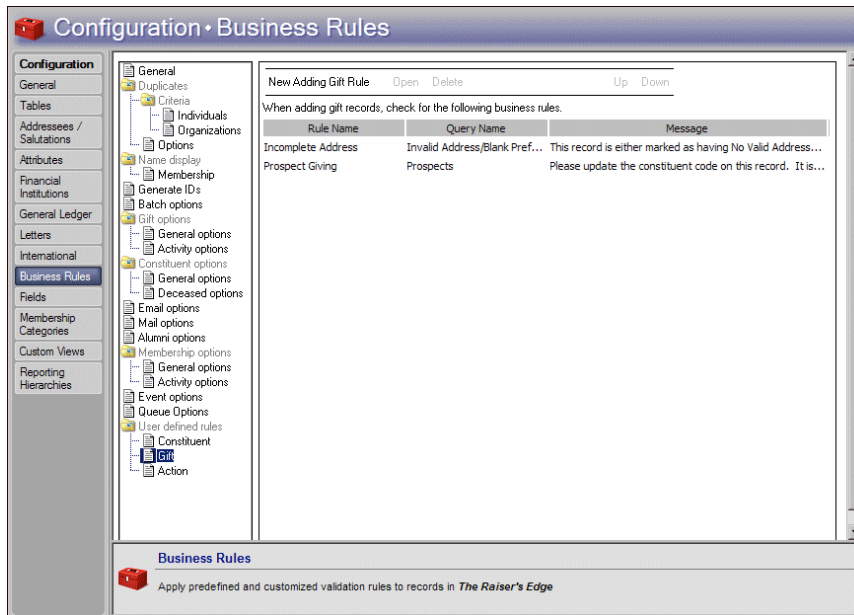 Configuration • Business Rules
Configuration
General
Tables
Addressees /
Salutations
Attributes
Financial
Institutions
General Ledger
Letters
International
Business Rules
Fields
Membership
Categories
Custom Views
Reporting
Hierarchies
General
Duplicates
Criteria
Individuals
Organizations
Options
Name display
Membership
Generate IDs
Batch options
Gift options
General options
Activity options
Constituent options
General options
Deceased options
Email options
Mail options
Alumni options
Membership options
General options
Activity options
Event options
Queue Options
User defined rules
Constituent
Gift
Action
New Adding Gift Rule Open Delete Up Down
When adding gift records, check for the following business rules.
Rule Name Query Name Message
Incomplete Address Invalid Address/Blank Pref... This record is either marked as having No Valid Address...
Prospect Giving Prospects Please update the constituent code on this record. It is...
Business Rules
Apply predefined and customized validation rules to records in The Raiser's Edge